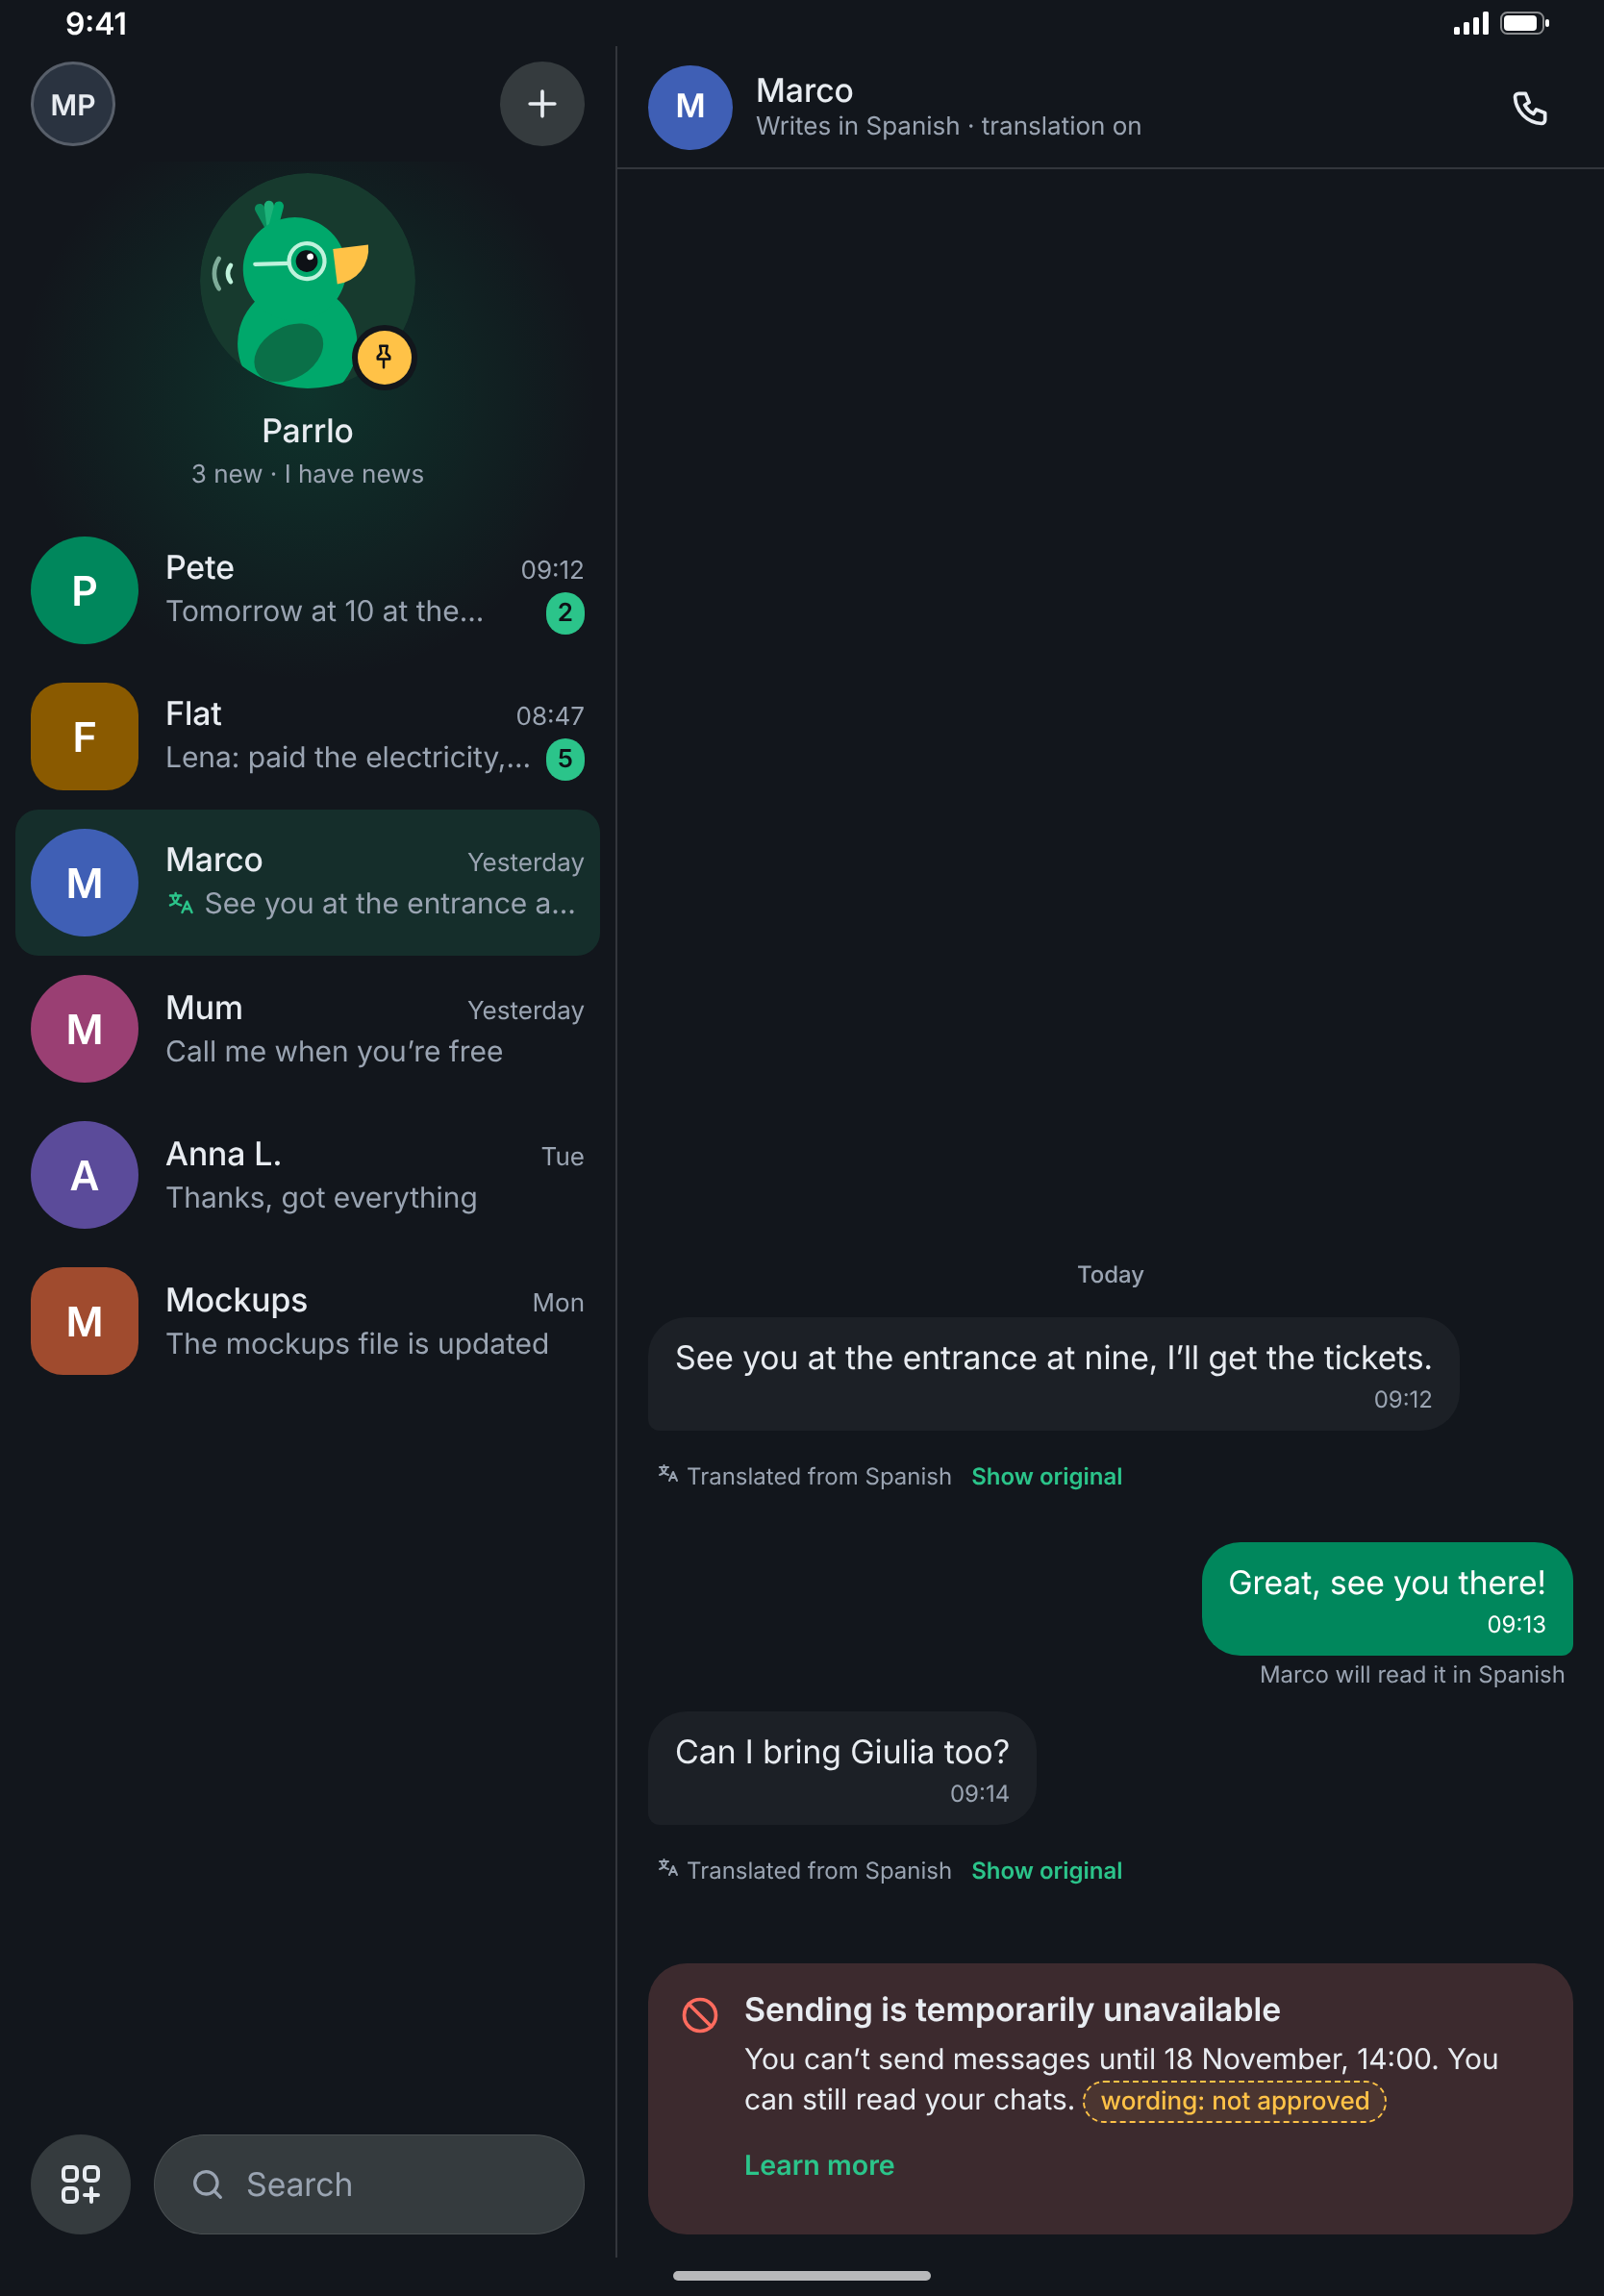 9:41
MP
Parrlo
3 new · I have news
P
Pete
09:12
Tomorrow at 10 at the...
2
F
Flat
08:47
Lena: paid the electricity,...
5
M
Marco
Yesterday
See you at the entrance a...
M
Mum
Yesterday
Call me when you’re free
A
Anna L.
Tue
Thanks, got everything
M
Mockups
Mon
The mockups file is updated
Search
M
Marco
Writes in Spanish · translation on
Today
See you at the entrance at nine, I’ll get the tickets.
09:12
Translated from Spanish Show original
Great, see you there!
09:13
Marco will read it in Spanish
Can I bring Giulia too?
09:14
Translated from Spanish Show original
Sending is temporarily unavailable
You can’t send messages until 18 November, 14:00. You
can still read your chats. wording: not approved
Learn more